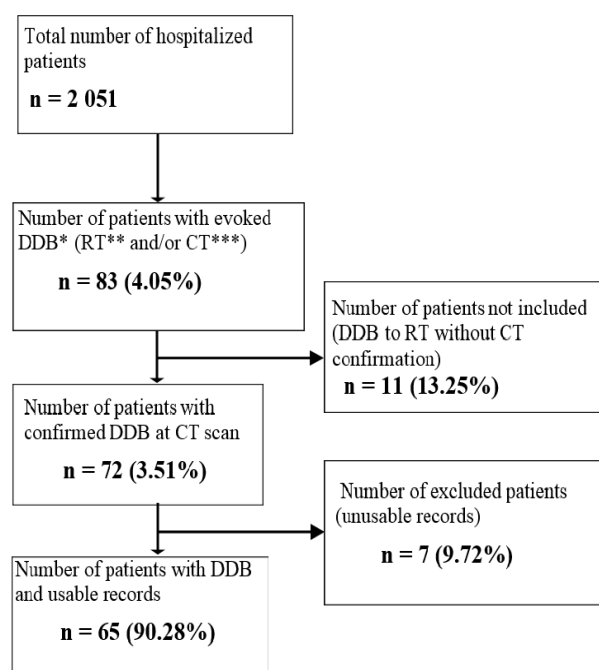 Total number of hospitalized
patients
n = 2 051
Number of patients with evoked
DDB* (RT** and/or CT***)
n = 83 (4.05%)
Number of patients not included
(DDB to RT without CT
confirmation)
n = 11 (13.25%)
Number of patients with
confirmed DDB at CT scan
n = 72 (3.51%)
Number of excluded patients
(unusable records)
n = 7 (9.72%)
Number of patients with DDB
and usable records
n = 65 (90.28%)